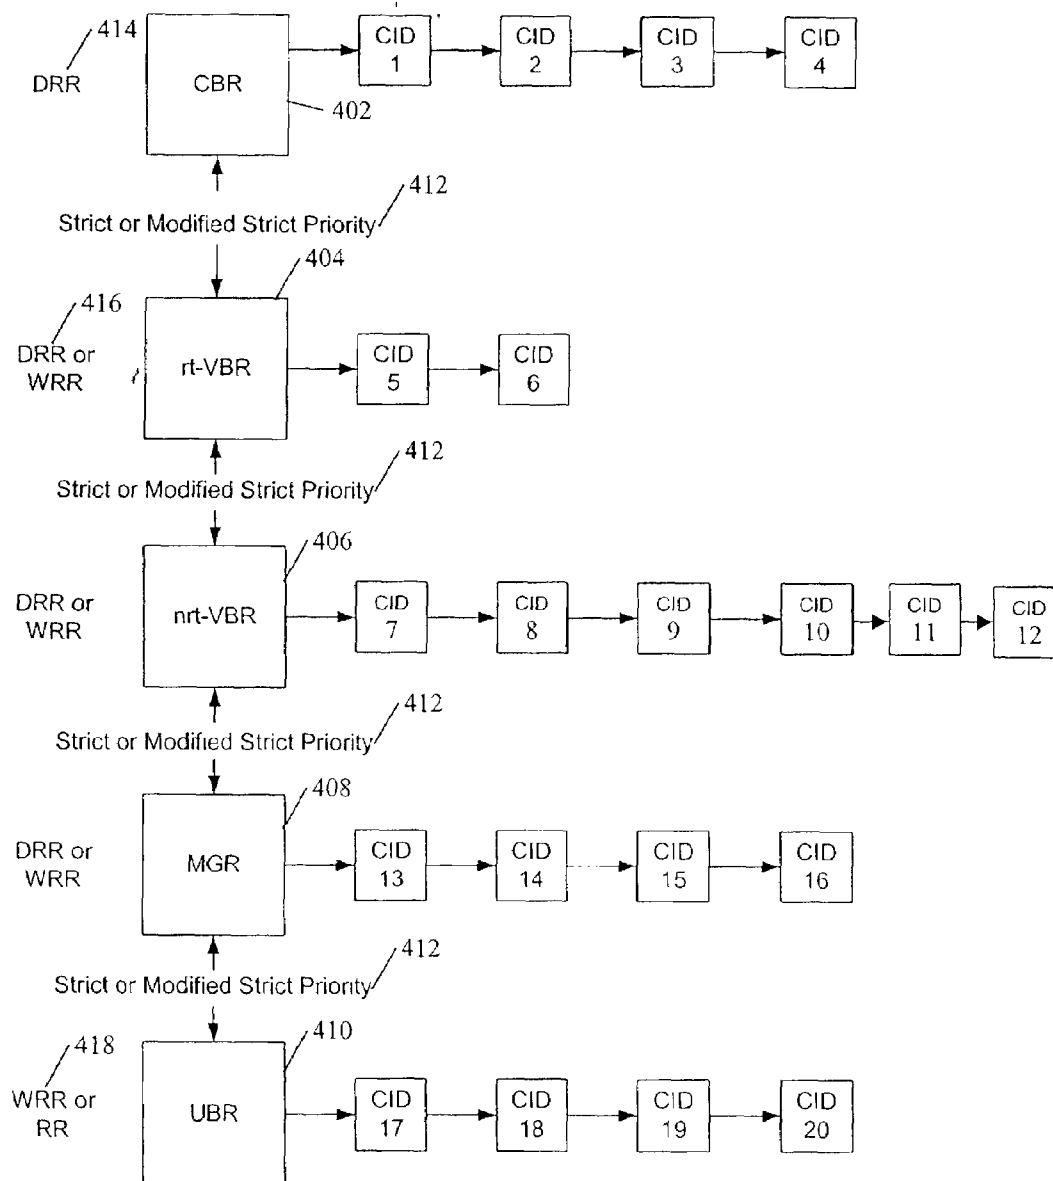 414
DRR
CBR
402
CID
1
CID
2
CID
3
CID
4
412
Strict or Modified Strict Priority
404
416
DRR or
WRR
rt-VBR
CID
5
CID
6
412
Strict or Modified Strict Priority
406
DRR or
WRR
nrt-VBR
CID
7
CID
8
CID
9
CID
10
CID
11
CID
12
412
Strict or Modified Strict Priority
408
DRR or
WRR
MGR
CID
13
CID
14
CID
15
CID
16
412
Strict or Modified Strict Priority
410
418
WRR or
RR
UBR
CID
17
CID
18
CID
19
CID
20